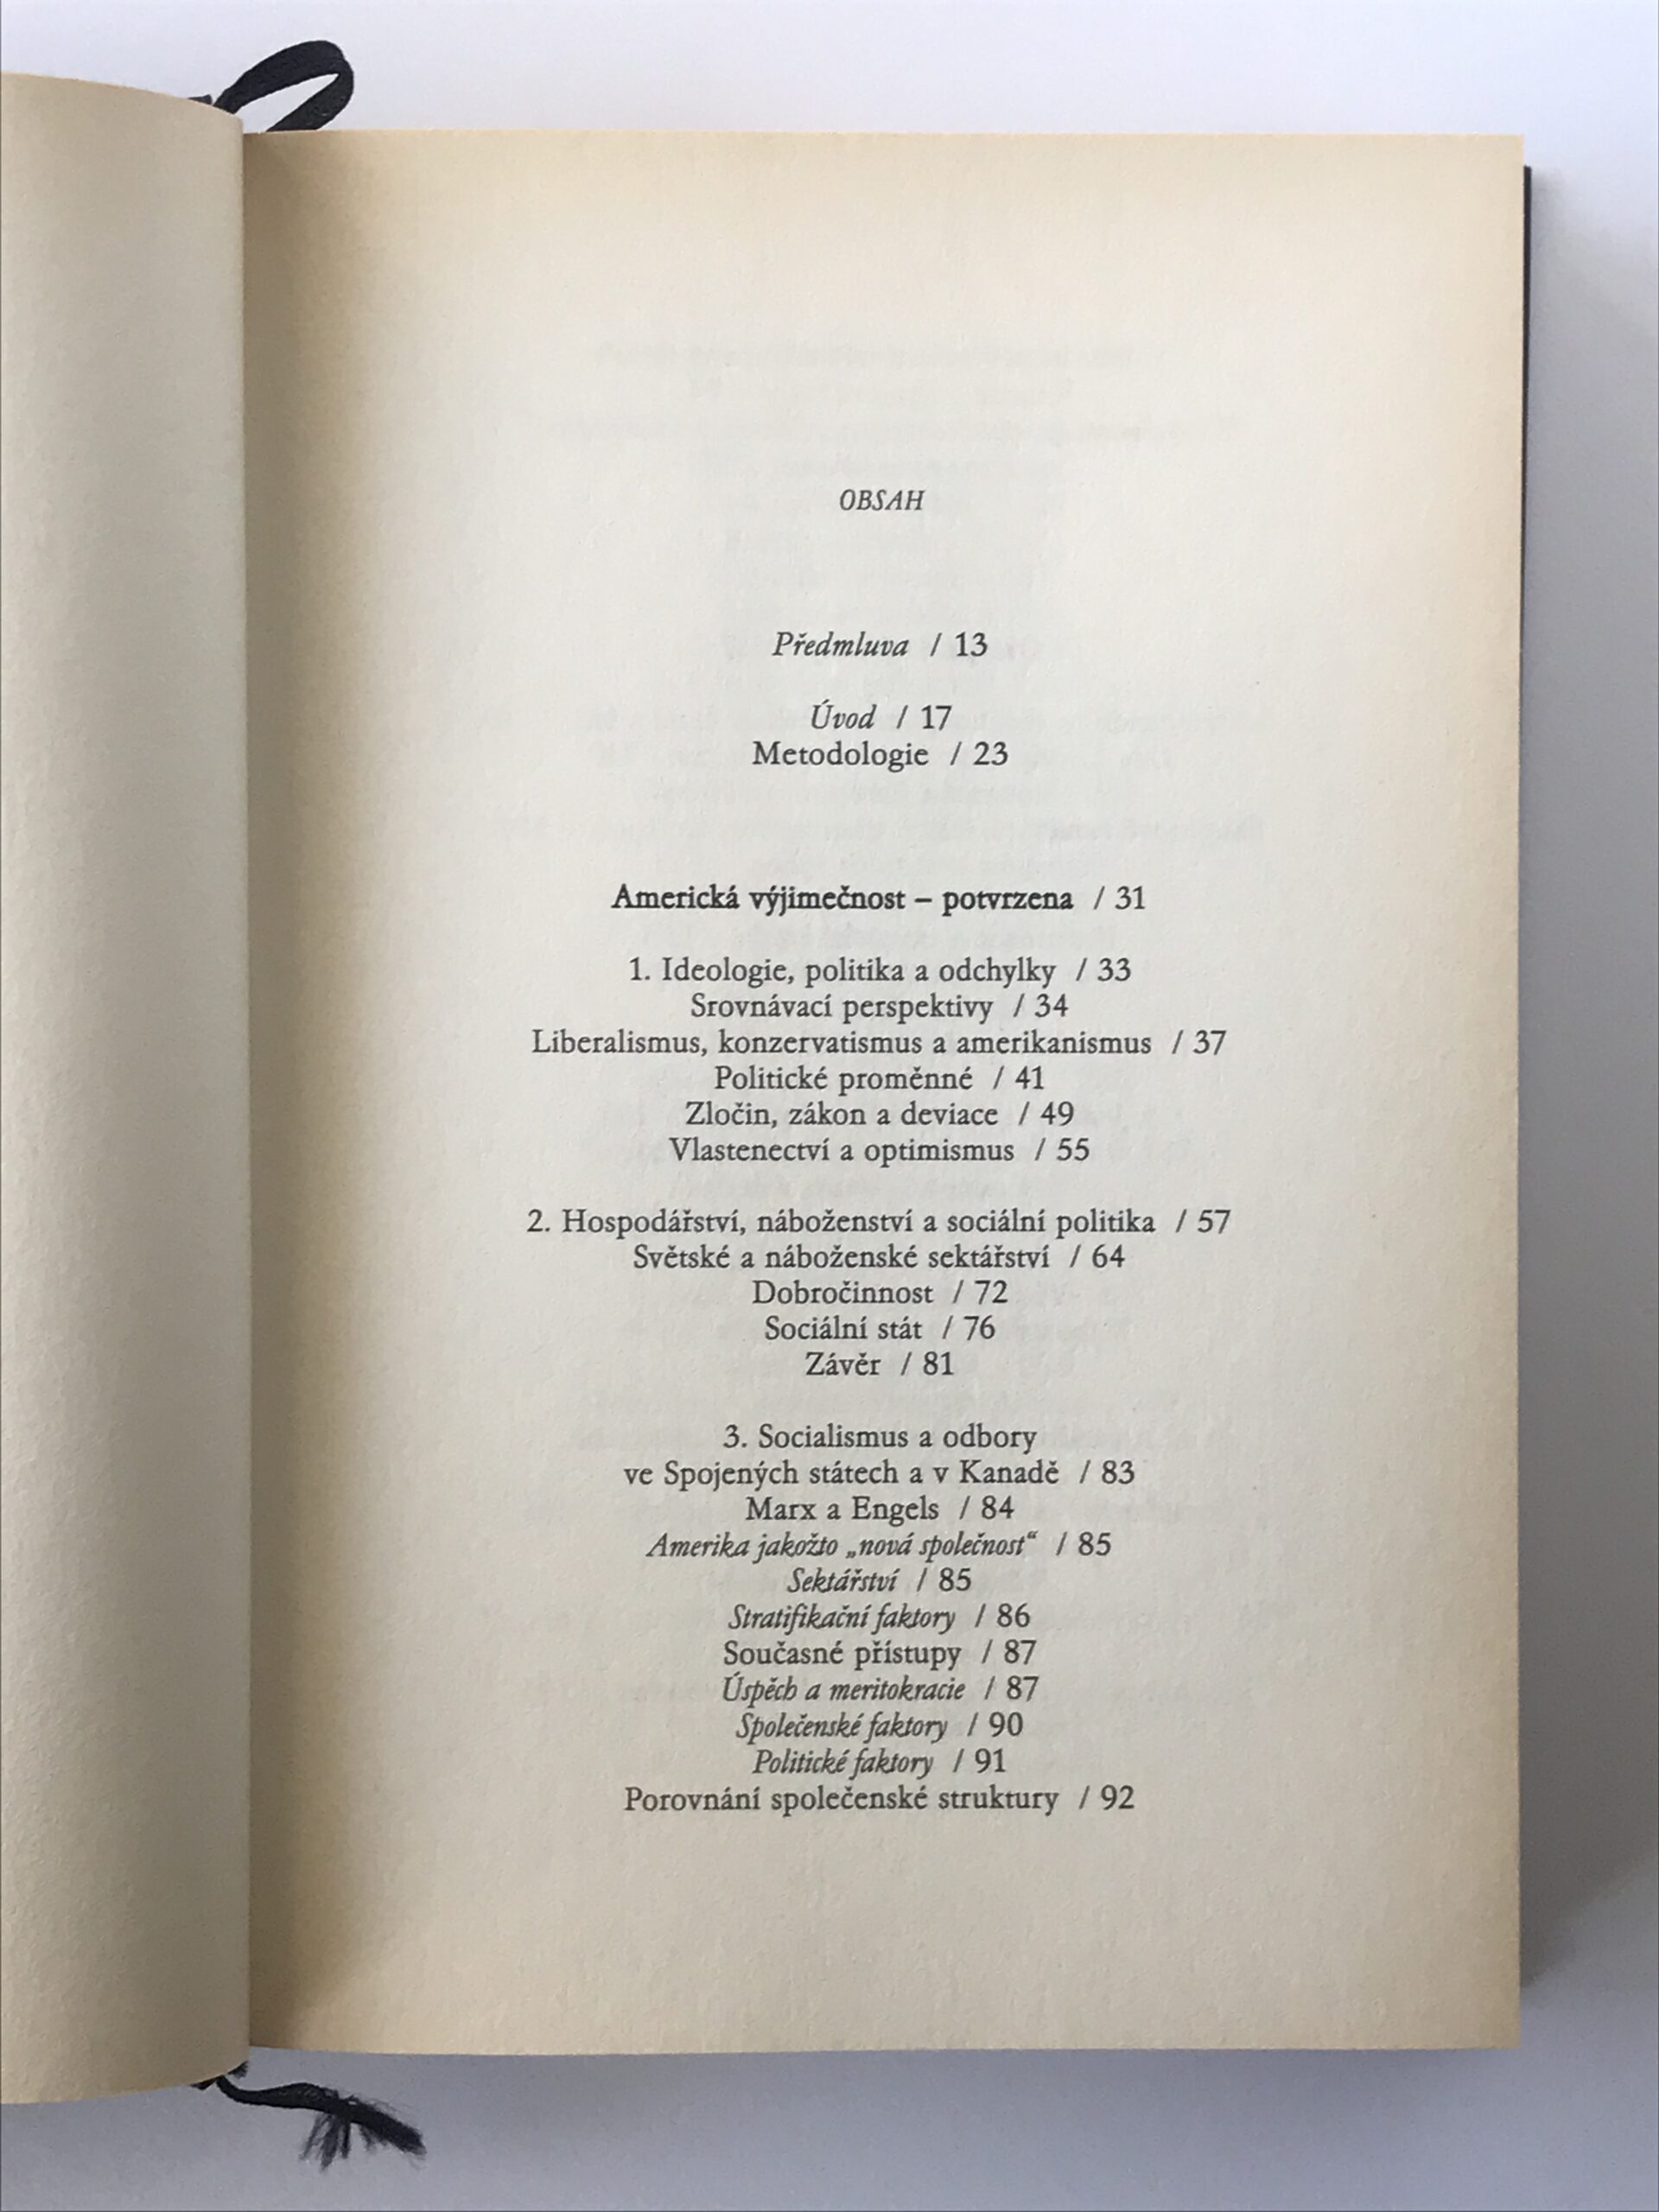 OBSAH
Předmluva / 13
Úvod / 17
Metodologie / 23
Americká výjimečnost – potvrzena / 31
1. Ideologie, politika a odchylky / 33
Srovnávací perspektivy / 34
Liberalismus, konzervatismus a amerikanismus / 37
Politické proměnné / 41
Zločin, zákon a deviace / 49
Vlastenectví a optimismus / 55
2. Hospodářství, náboženství a sociální politika / 57
Světské a náboženské sektářství / 64
Dobročinnost / 72
Sociální stát / 76
Závěr / 81
3. Socialismus a odbory
ve Spojených státech a v Kanadě / 83
Marx a Engels / 84
Amerika jakožto „nová společnost“ / 85
Sektářství / 85
Stratifikační faktory / 86
Současné přístupy / 87
Úspěch a meritokracie / 87
Společenské faktory / 90
Politické faktory / 91
Porovnání společenské struktury / 92